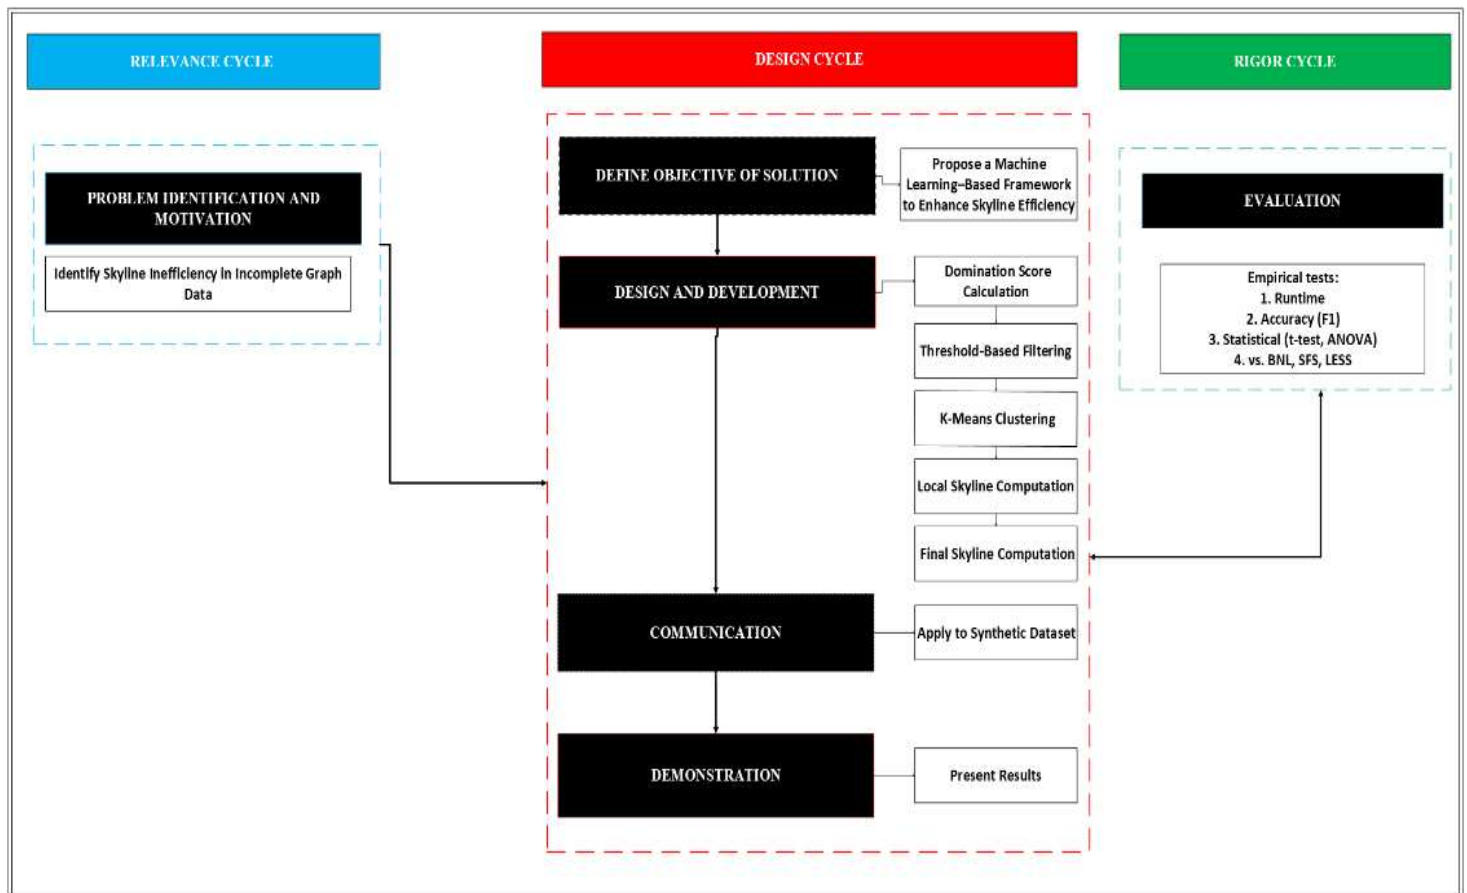 RELEVANCE CYCLE
PROBLEM IDENTIFICATION AND
MOTIVATION
Identify Skyline Inefficiency in Incomplete Graph
Data
DESIGN CYCLE
DEFINE OBJECTIVE OF SOLUTION
Propose a Machine
Learning–Based Framework
to Enhance Skyline Efficiency
DESIGN AND DEVELOPMENT
Domination Score
Calculation
Threshold-Based Filtering
K-Means Clustering
Local Skyline Computation
Final Skyline Computation
COMMUNICATION
Apply to Synthetic Dataset
DEMONSTRATION
Present Results
RIGOR CYCLE
EVALUATION
Empirical tests:
1. Runtime
2. Accuracy (F1)
3. Statistical (t-test, ANOVA)
4. vs. BNL, SFS, LESS